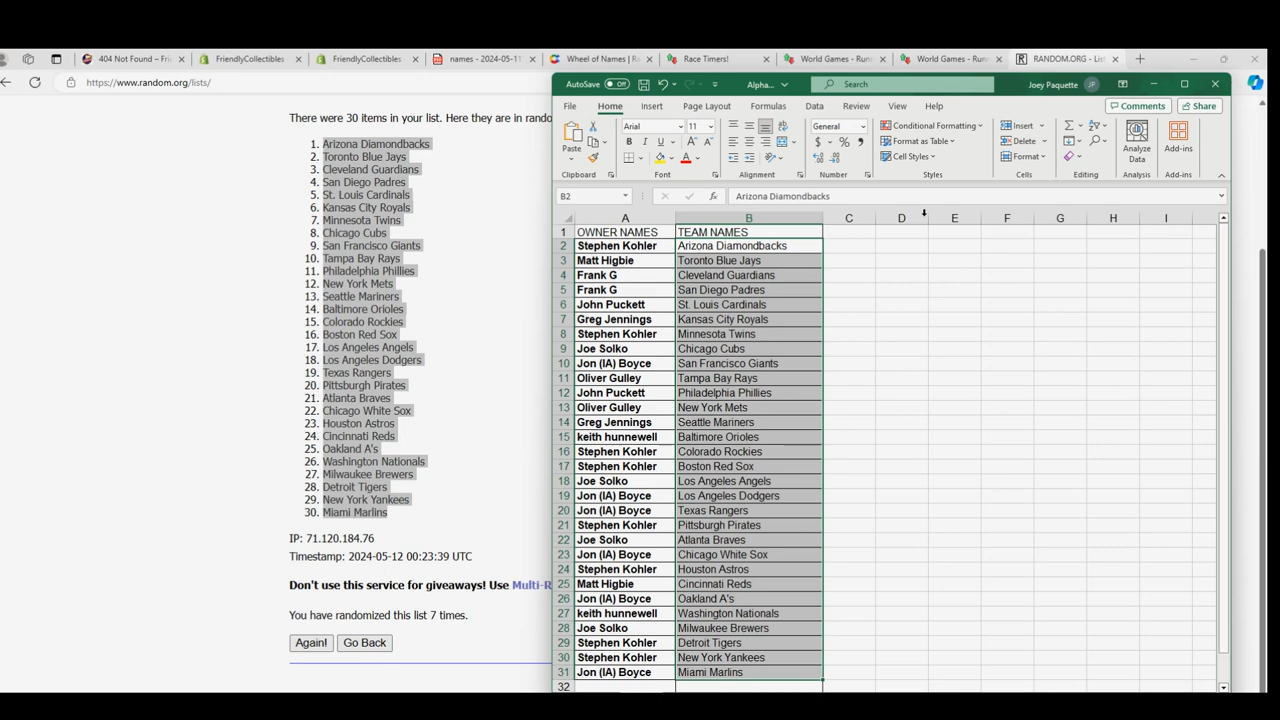 404 Not Found – Fri
FriendlyCollectibles
FriendlyCollectibles
names - 2024-05-11
Wheel of Names | R
Race Timers!
World Games - Run
World Games - Run
RANDOM.ORG - Lis
https://www.random.org/lists/
There were 30 items in your list. Here they are in rando
1. Arizona Diamondbacks
2. Toronto Blue Jays
3. Cleveland Guardians
4. San Diego Padres
5. St. Louis Cardinals
6. Kansas City Royals
7. Minnesota Twins
8. Chicago Cubs
9. San Francisco Giants
10. Tampa Bay Rays
11. Philadelphia Phillies
12. New York Mets
13. Seattle Mariners
14. Baltimore Orioles
15. Colorado Rockies
16. Boston Red Sox
17. Los Angeles Angels
18. Los Angeles Dodgers
19. Texas Rangers
20. Pittsburgh Pirates
21. Atlanta Braves
22. Chicago White Sox
23. Houston Astros
24. Cincinnati Reds
25. Oakland A's
26. Washington Nationals
27. Milwaukee Brewers
28. Detroit Tigers
29. New York Yankees
30. Miami Marlins
IP: 71.120.184.76
Timestamp: 2024-05-12 00:23:39 UTC
Don't use this service for giveaways! Use Multi-R
You have randomized this list 7 times.
Again! Go Back
AutoSave Off Alpha... Search Joey Paquette JP
File Home Insert Page Layout Formulas Data Review View Help Comments Share
Paste Arial 11 General Conditional Formatting Insert Analyze Data Add-ins
B I U $ % Format as Table Delete
Cell Styles Format
Clipboard Font Alignment Number Styles Cells Editing Analysis Add-ins
B2 fx Arizona Diamondbacks
A B C D E F G H I
1 OWNER NAMES TEAM NAMES
2 Stephen Kohler Arizona Diamondbacks
3 Matt Higbie Toronto Blue Jays
4 Frank G Cleveland Guardians
5 Frank G San Diego Padres
6 John Puckett St. Louis Cardinals
7 Greg Jennings Kansas City Royals
8 Stephen Kohler Minnesota Twins
9 Joe Solko Chicago Cubs
10 Jon (IA) Boyce San Francisco Giants
11 Oliver Gulley Tampa Bay Rays
12 John Puckett Philadelphia Phillies
13 Oliver Gulley New York Mets
14 Greg Jennings Seattle Mariners
15 keith hunnewell Baltimore Orioles
16 Stephen Kohler Colorado Rockies
17 Stephen Kohler Boston Red Sox
18 Joe Solko Los Angeles Angels
19 Jon (IA) Boyce Los Angeles Dodgers
20 Jon (IA) Boyce Texas Rangers
21 Stephen Kohler Pittsburgh Pirates
22 Joe Solko Atlanta Braves
23 Jon (IA) Boyce Chicago White Sox
24 Stephen Kohler Houston Astros
25 Matt Higbie Cincinnati Reds
26 Jon (IA) Boyce Oakland A's
27 keith hunnewell Washington Nationals
28 Joe Solko Milwaukee Brewers
29 Stephen Kohler Detroit Tigers
30 Stephen Kohler New York Yankees
31 Jon (IA) Boyce Miami Marlins
32